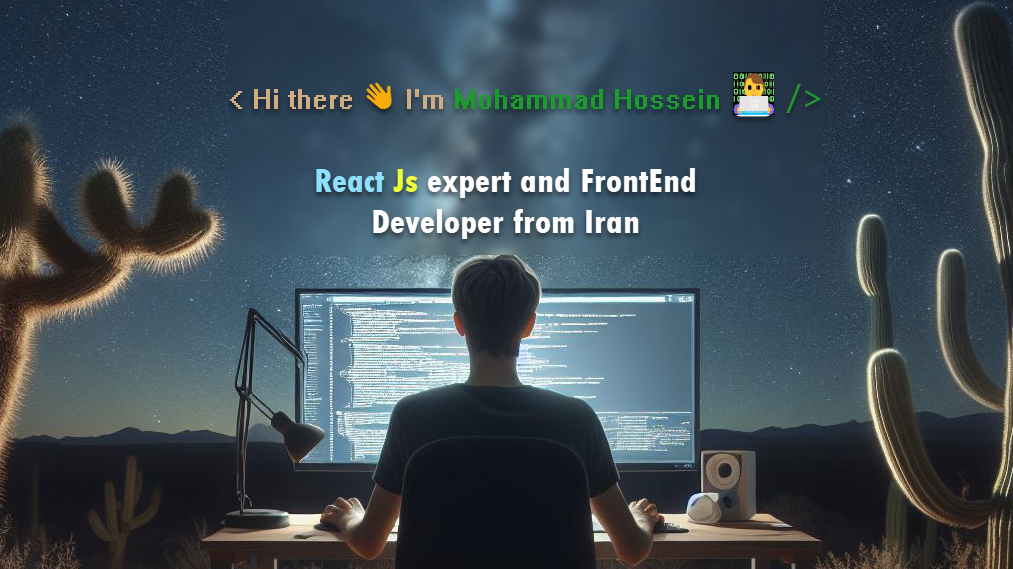 < Hi there 👋 I'm Mohammad Hossein 👨‍💻 />
React Js expert and FrontEnd
Developer from Iran